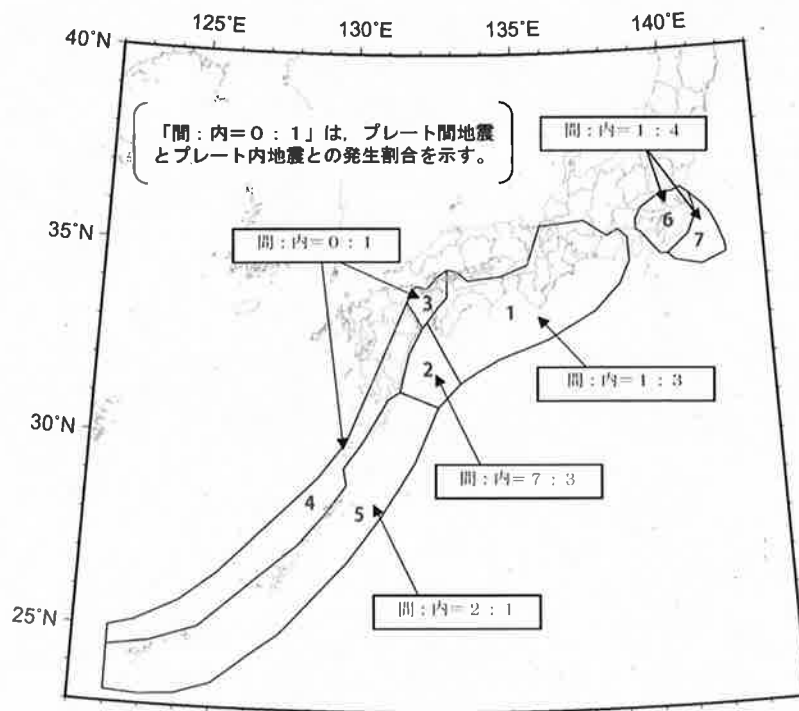 125°E
130°E
135°E
140°E
40°N
「間：内＝０：１」は，プレート間地震
とプレート内地震との発生割合を示す。
間：内＝１：４
6
7
35°N
間：内＝０：１
3
1
2
間：内＝１：３
30°N
間：内＝７：３
4
5
間：内＝２：１
25°N